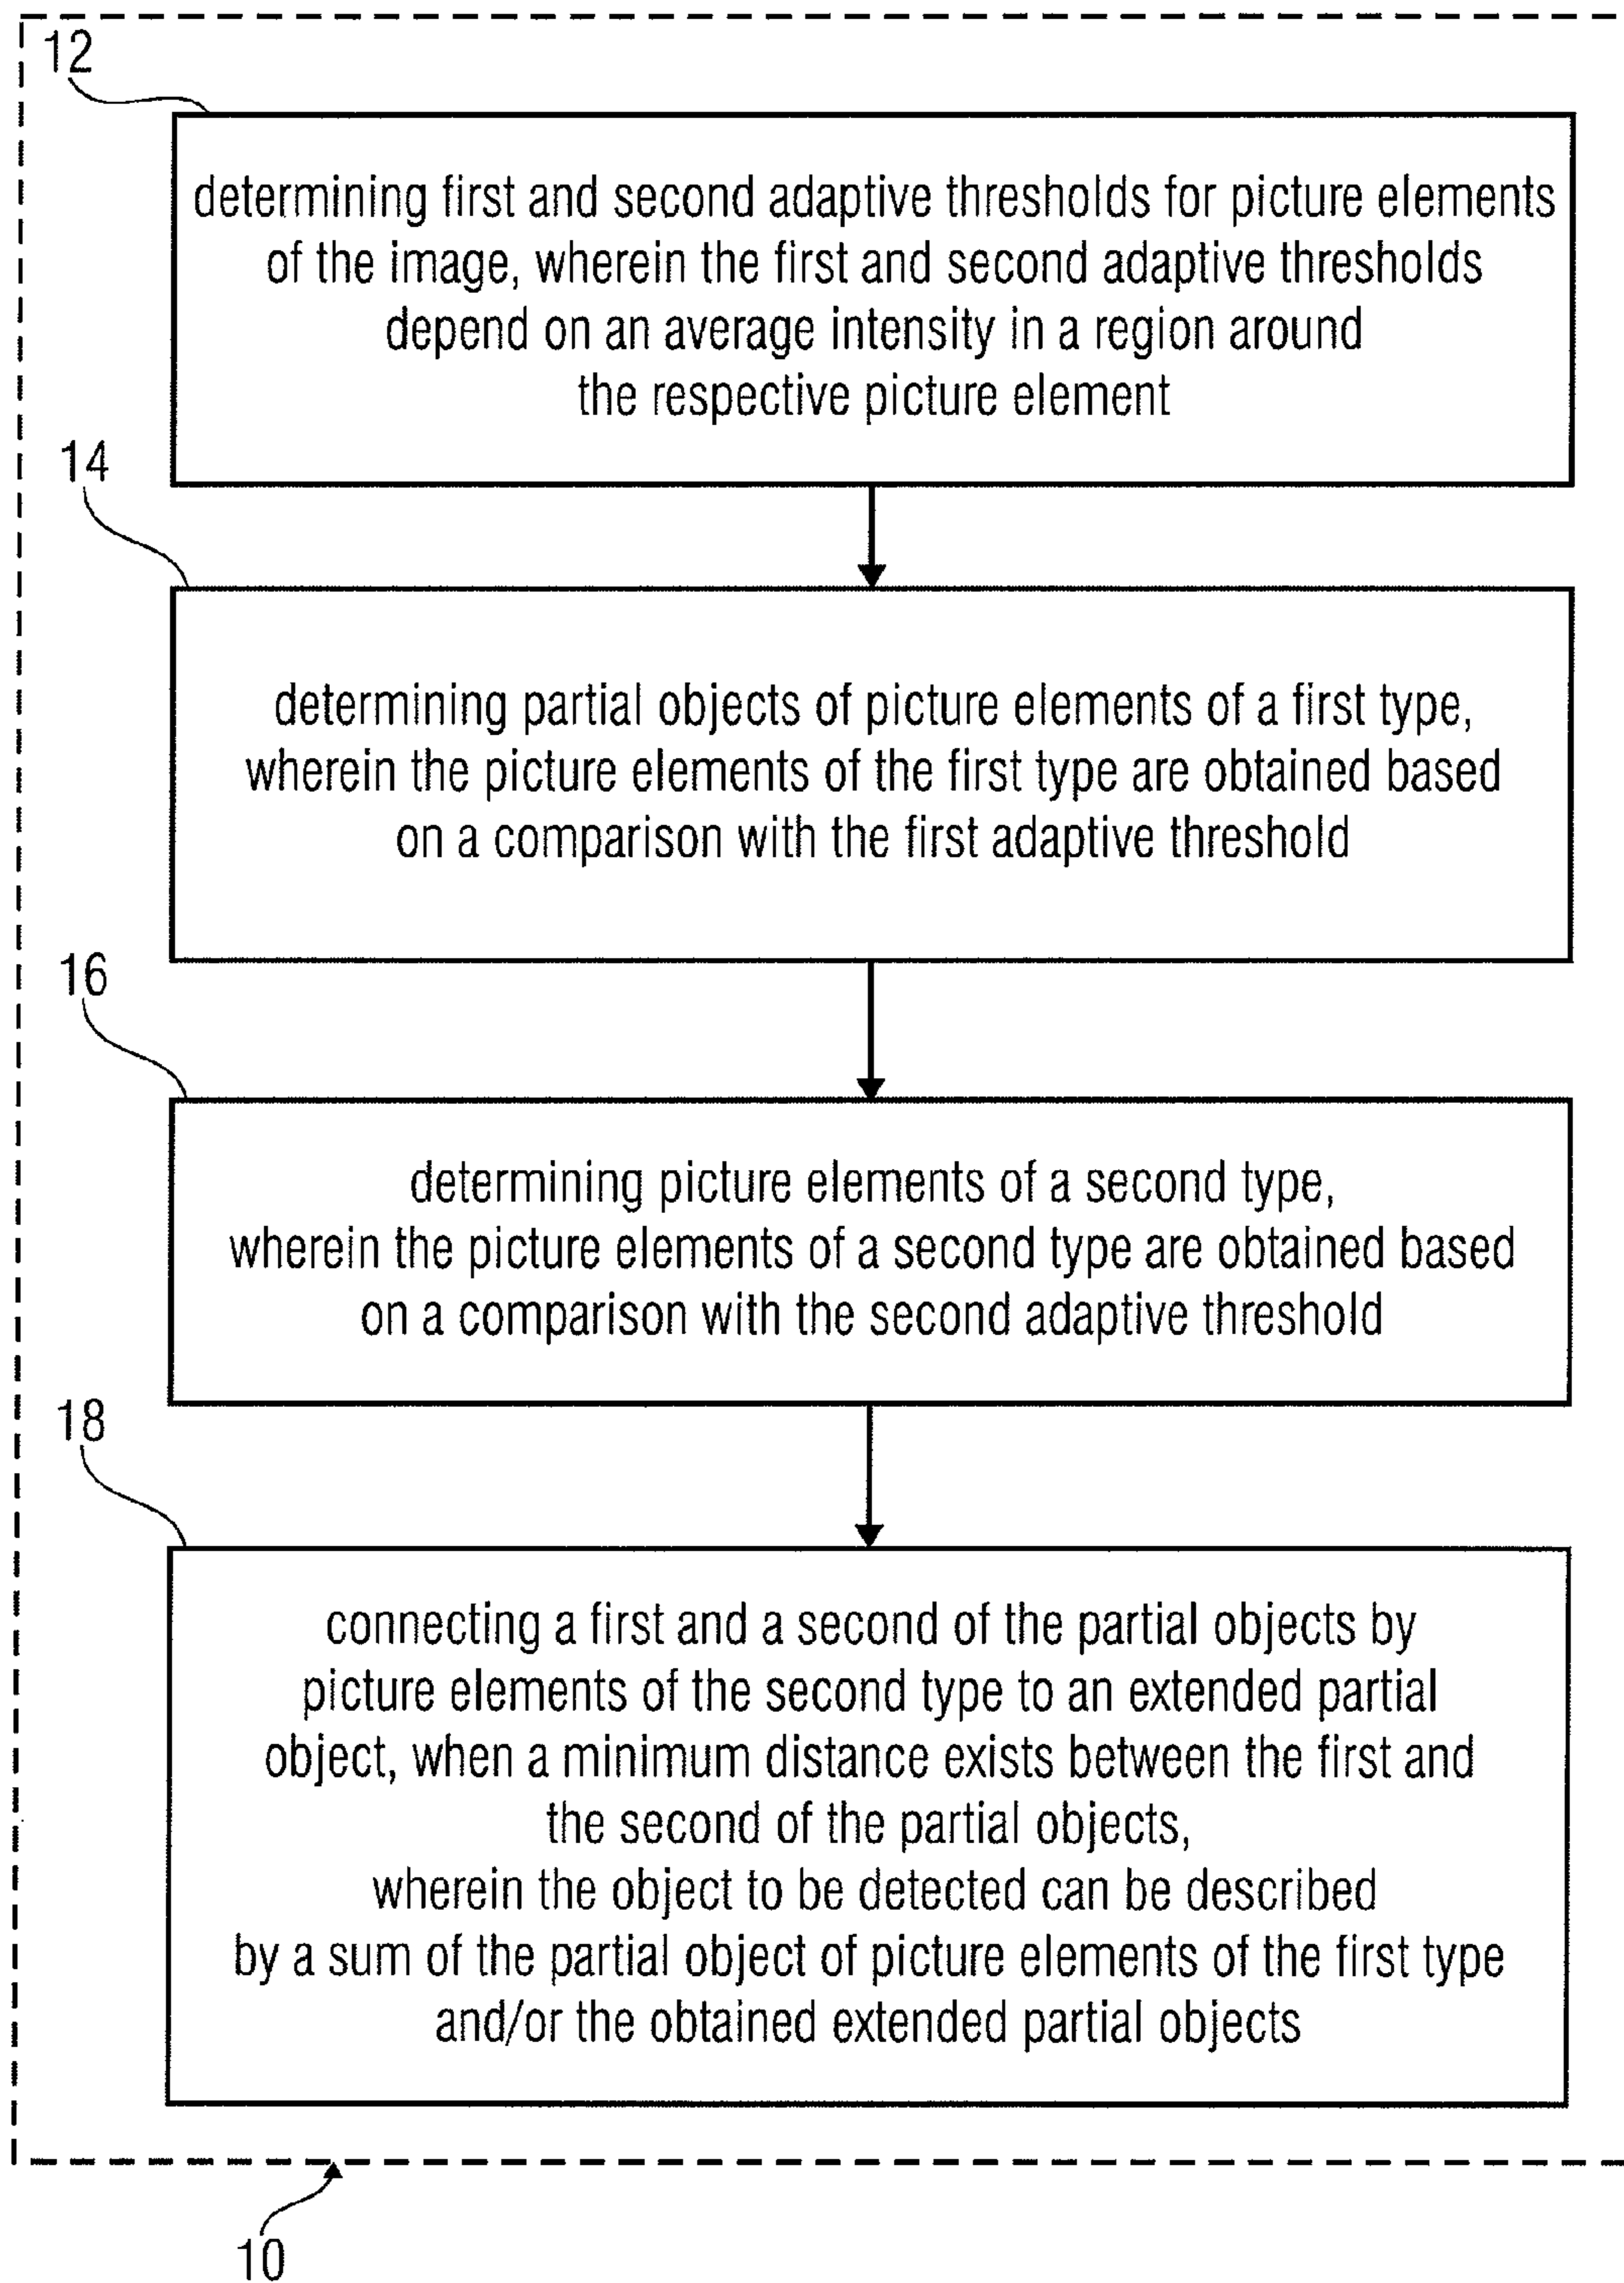 12
determining first and second adaptive thresholds for picture elements
of the image, wherein the first and second adaptive thresholds
depend on an average intensity in a region around
the respective picture element
14
determining partial objects of picture elements of a first type,
wherein the picture elements of the first type are obtained based
on a comparison with the first adaptive threshold
16
determining picture elements of a second type,
wherein the picture elements of a second type are obtained based
on a comparison with the second adaptive threshold
18
connecting a first and a second of the partial objects by
picture elements of the second type to an extended partial
object, when a minimum distance exists between the first and
the second of the partial objects,
wherein the object to be detected can be described
by a sum of the partial object of picture elements of the first type
and/or the obtained extended partial objects
10